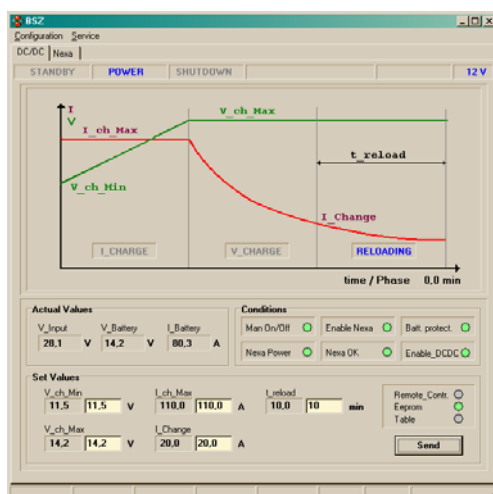 BSZ
Configuration Service
DC/DC Nexa
STANDBY POWER SHUTDOWN 12 V
I
V
V_ch_Max
I_ch_Max
t_reload
V_ch_Min
I_Change
I_CHARGE V_CHARGE RELOADING
time / Phase 0,0 min
Actual Values
V_Input V_Battery I_Battery
28,1 V 14,2 V 80,3 A
Conditions
Man On/Off Enable Nexa Batt. protect.
Nexa Power Nexa OK Enable_DCDC
Set Values
V_ch_Min I_ch_Max t_reload
11,5 11,5 V 110,0 110,0 A 10,0 10 min
V_ch_Max I_Change
14,2 14,2 V 20,0 20,0 A
Remote_Contr.
Eeprom
Table
Send